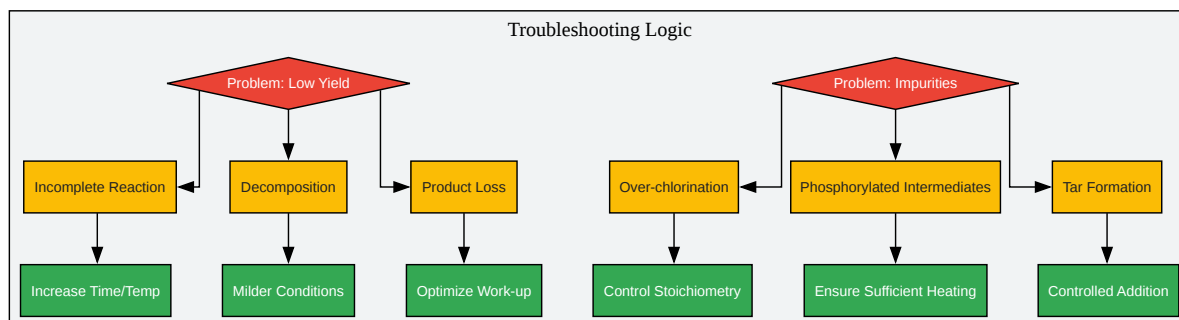 Troubleshooting Logic
Problem: Low Yield
Problem: Impurities
Incomplete Reaction
Decomposition
Product Loss
Over-chlorination
Phosphorylated Intermediates
Tar Formation
Increase Time/Temp
Milder Conditions
Optimize Work-up
Control Stoichiometry
Ensure Sufficient Heating
Controlled Addition